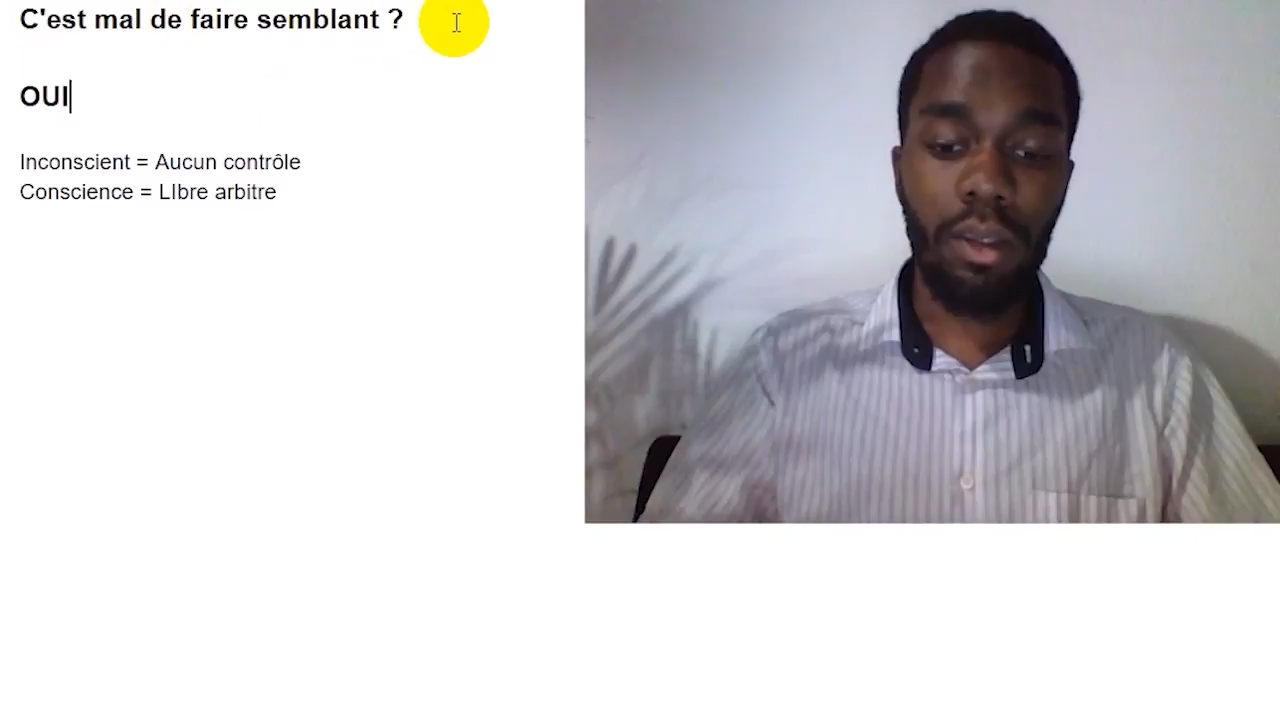 C'est mal de faire semblant ?
OUI
Inconscient = Aucun contrôle
Conscience = LIbre arbitre